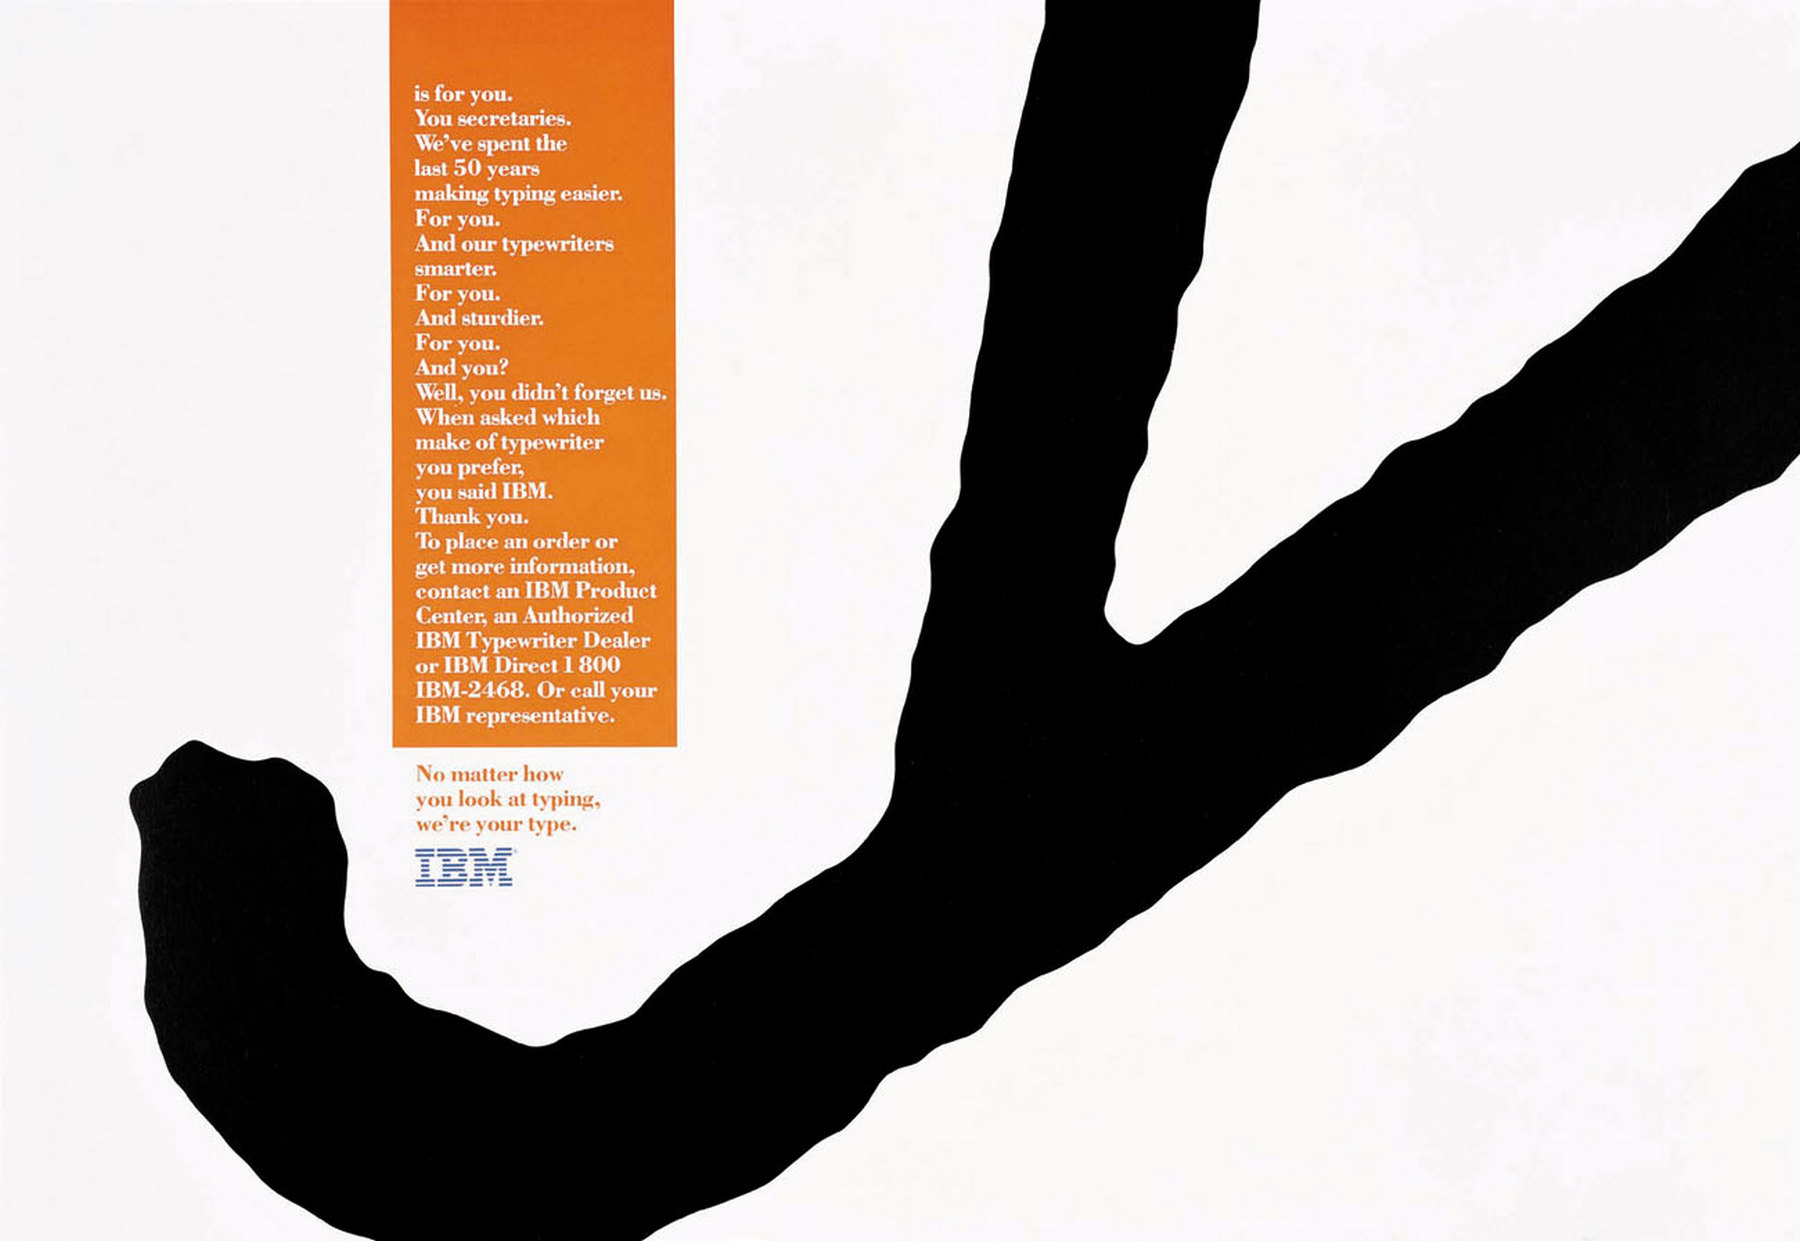 is for you.
You secretaries.
We've spent the
last 50 years
making typing easier.
For you.
And our typewriters
smarter.
For you.
And sturdier.
For you.
And you?
Well, you didn't forget us.
When asked which
make of typewriter
you prefer,
you said IBM.
Thank you.
To place an order or
get more information,
contact an IBM Product
Center, an Authorized
IBM Typewriter Dealer
or IBM Direct 1 800
IBM-2468. Or call your
IBM representative.
No matter how
you look at typing,
we're your type.
IBM